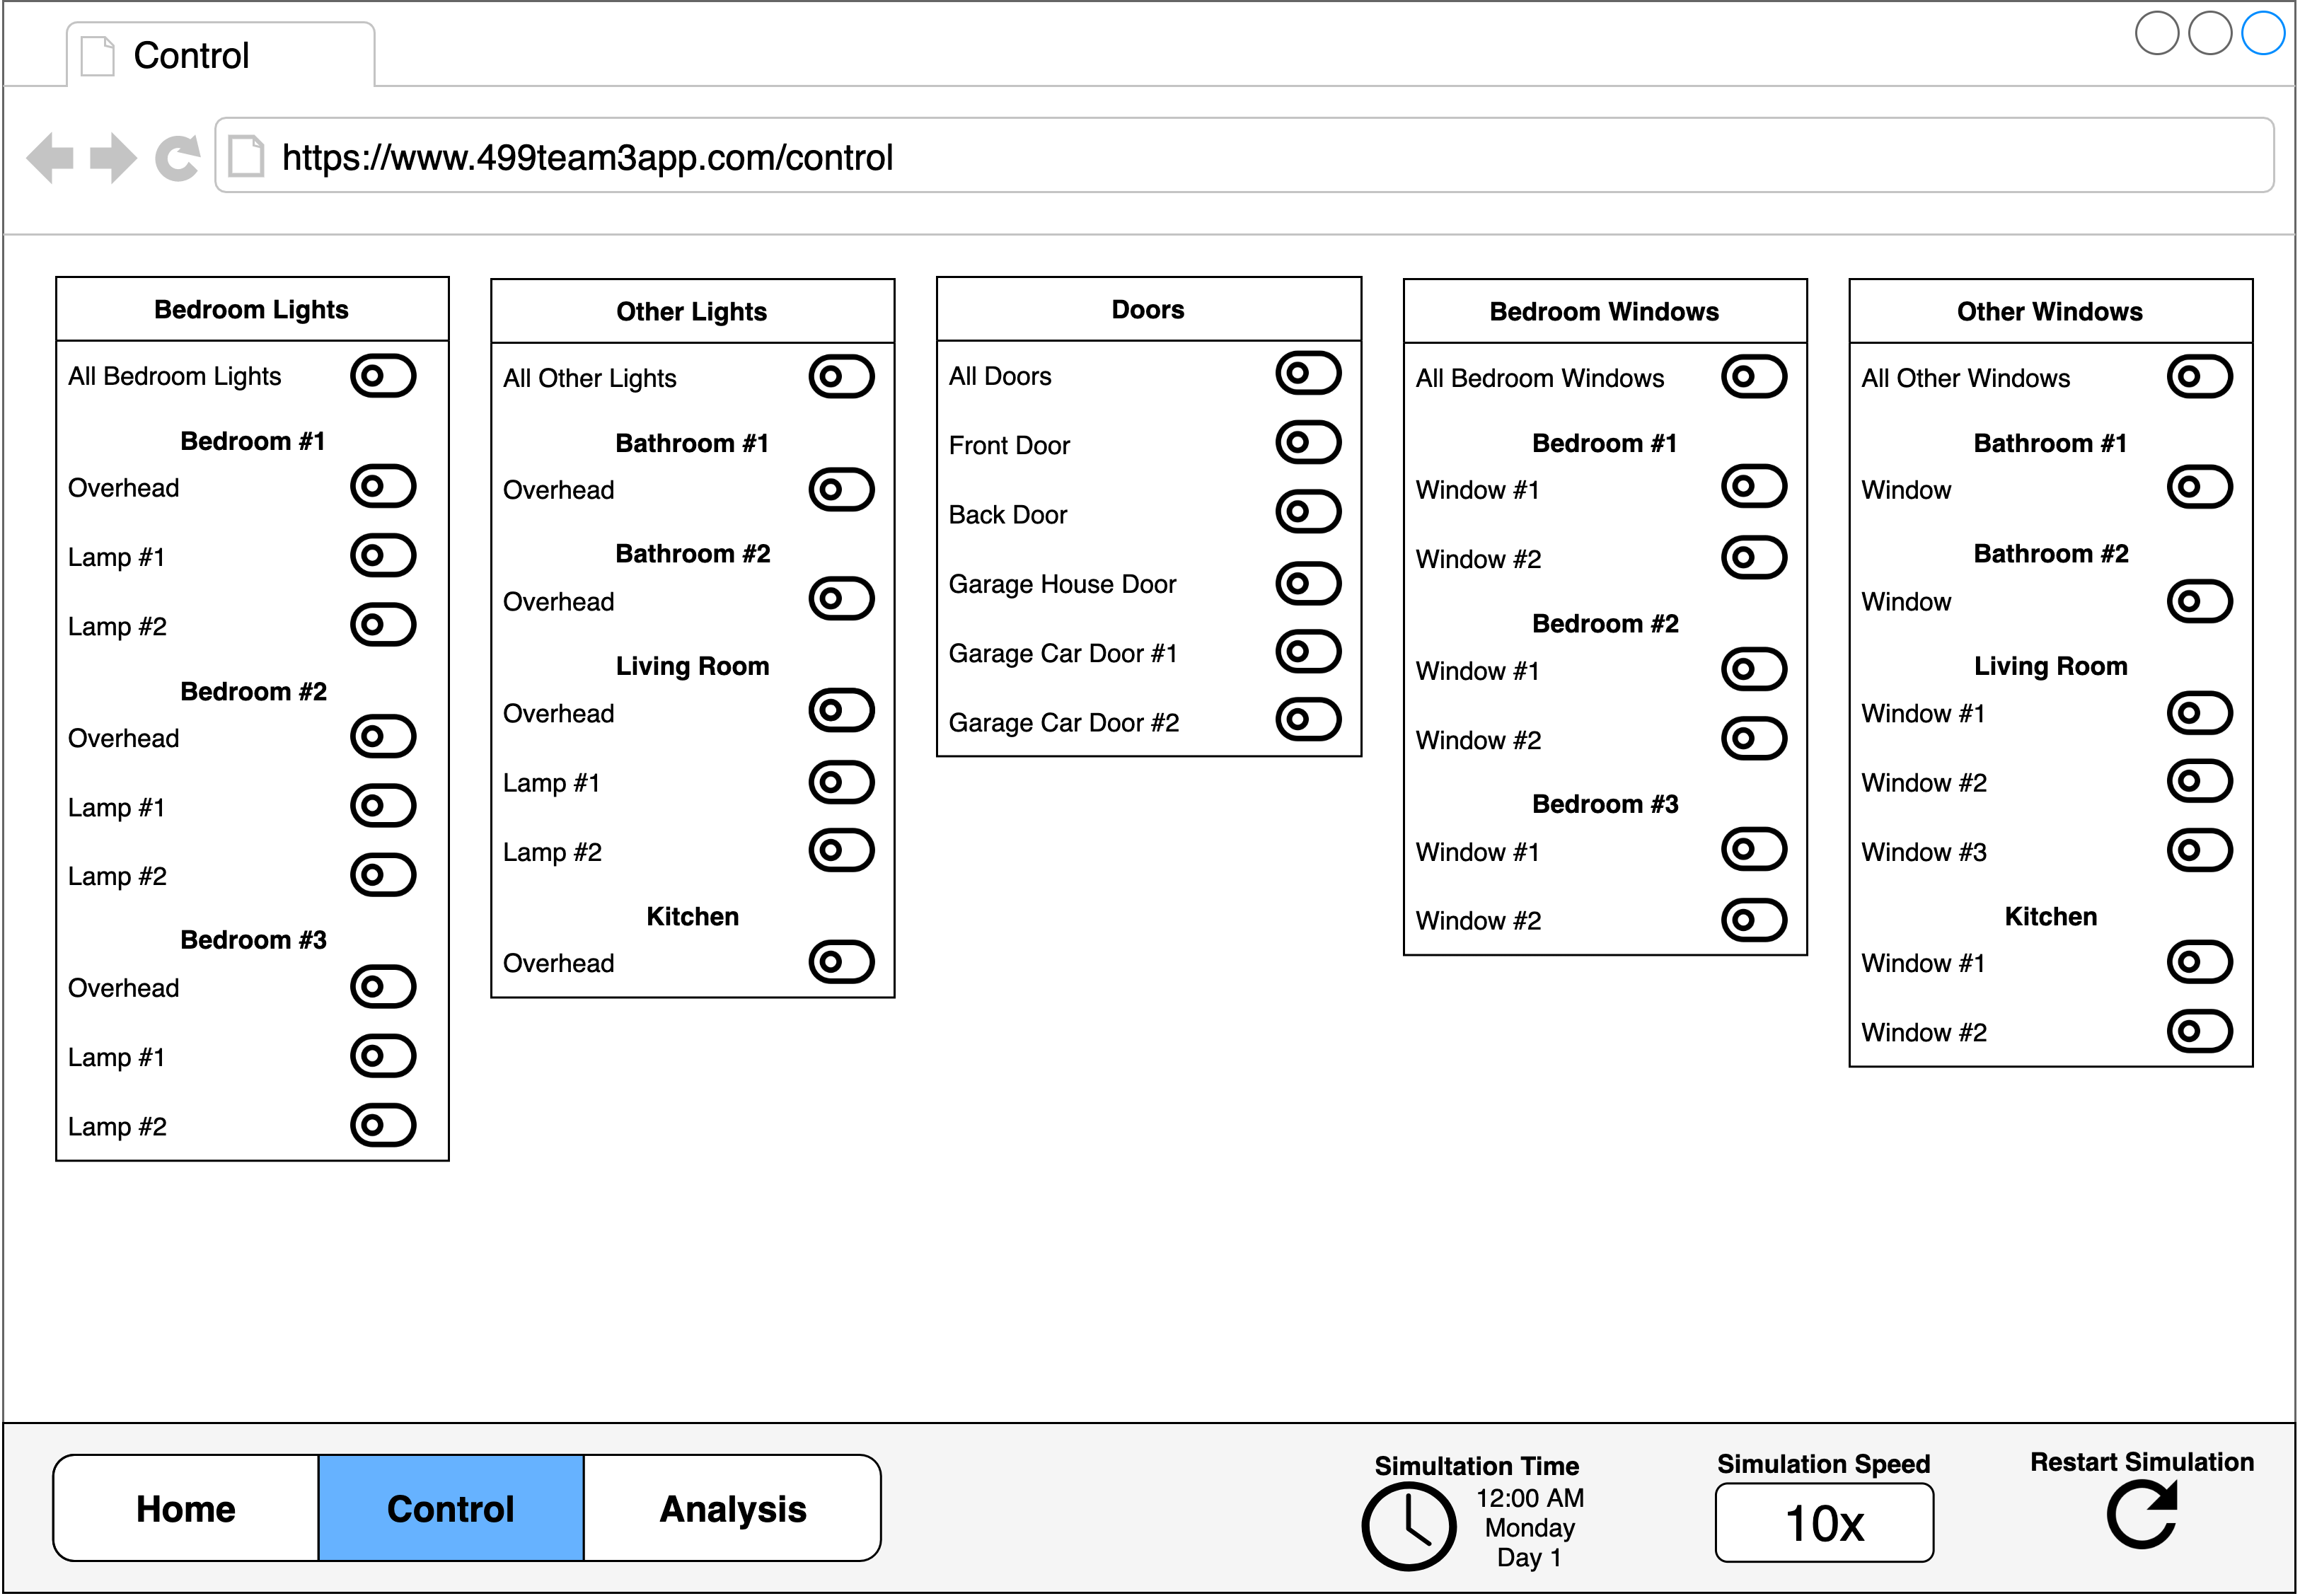 Control
https://www.499team3app.com/control
Bedroom Lights
All Bedroom Lights
Bedroom #1
Overhead
Lamp #1
Lamp #2
Bedroom #2
Overhead
Lamp #1
Lamp #2
Bedroom #3
Overhead
Lamp #1
Lamp #2
Other Lights
All Other Lights
Bathroom #1
Overhead
Bathroom #2
Overhead
Living Room
Overhead
Lamp #1
Lamp #2
Kitchen
Overhead
Doors
All Doors
Front Door
Back Door
Garage House Door
Garage Car Door #1
Garage Car Door #2
Bedroom Windows
All Bedroom Windows
Bedroom #1
Window #1
Window #2
Bedroom #2
Window #1
Window #2
Bedroom #3
Window #1
Window #2
Other Windows
All Other Windows
Bathroom #1
Window
Bathroom #2
Window
Living Room
Window #1
Window #2
Window #3
Kitchen
Window #1
Window #2
Home
Control
Analysis
Simultation Time
12:00 AM
Monday
Day 1
Simulation Speed
10x
Restart Simulation